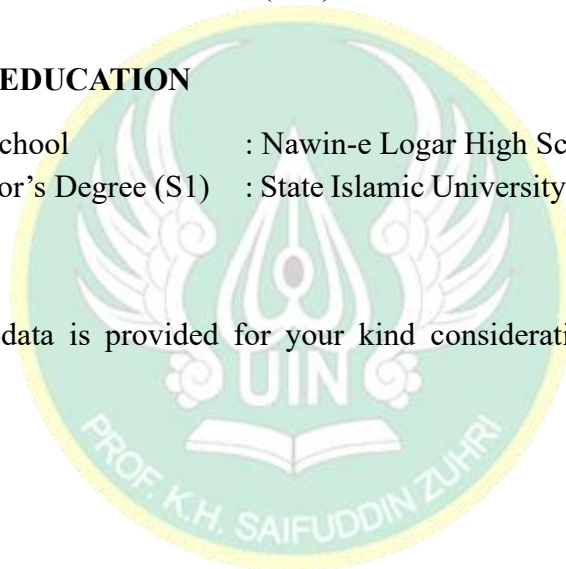 EDUCATION
chool : Nawin-e Logar High Sc
or’s Degree (S1) : State Islamic University
data is provided for your kind considerati
UIN
PROF. K.H. SAIFUDDIN ZUHRI